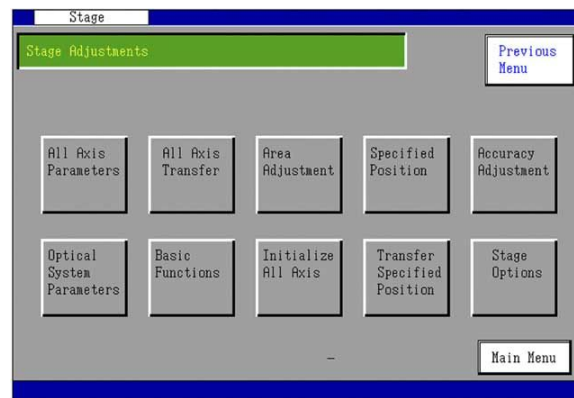 Stage
Stage Adjustments
Previous
Menu
All Axis
Parameters
All Axis
Transfer
Area
Adjustment
Specified
Position
Accuracy
Adjustment
Optical
System
Parameters
Basic
Functions
Initialize
All Axis
Transfer
Specified
Position
Stage
Options
Main Menu